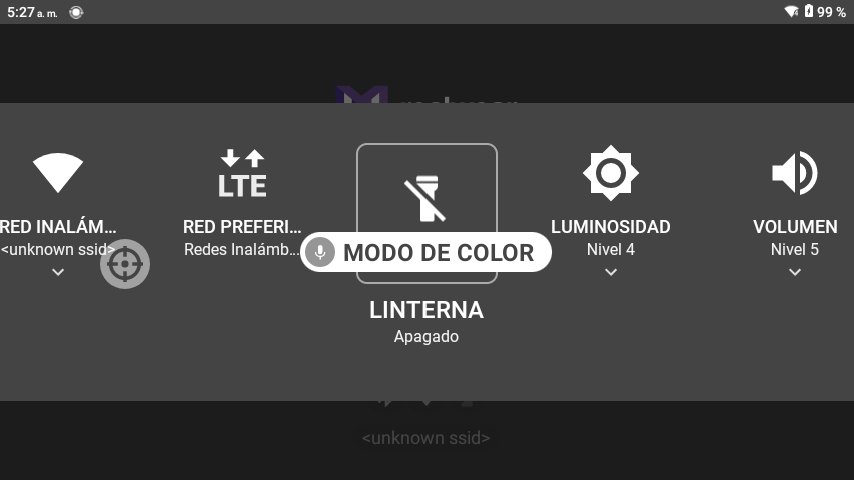 5:27 a. m.
99 %
RED INALÁM…
<unknown ssid>
LTE
RED PREFERI…
Redes Inalámb…
MODO DE COLOR
LINTERNA
Apagado
LUMINOSIDAD
Nivel 4
VOLUMEN
Nivel 5
<unknown ssid>